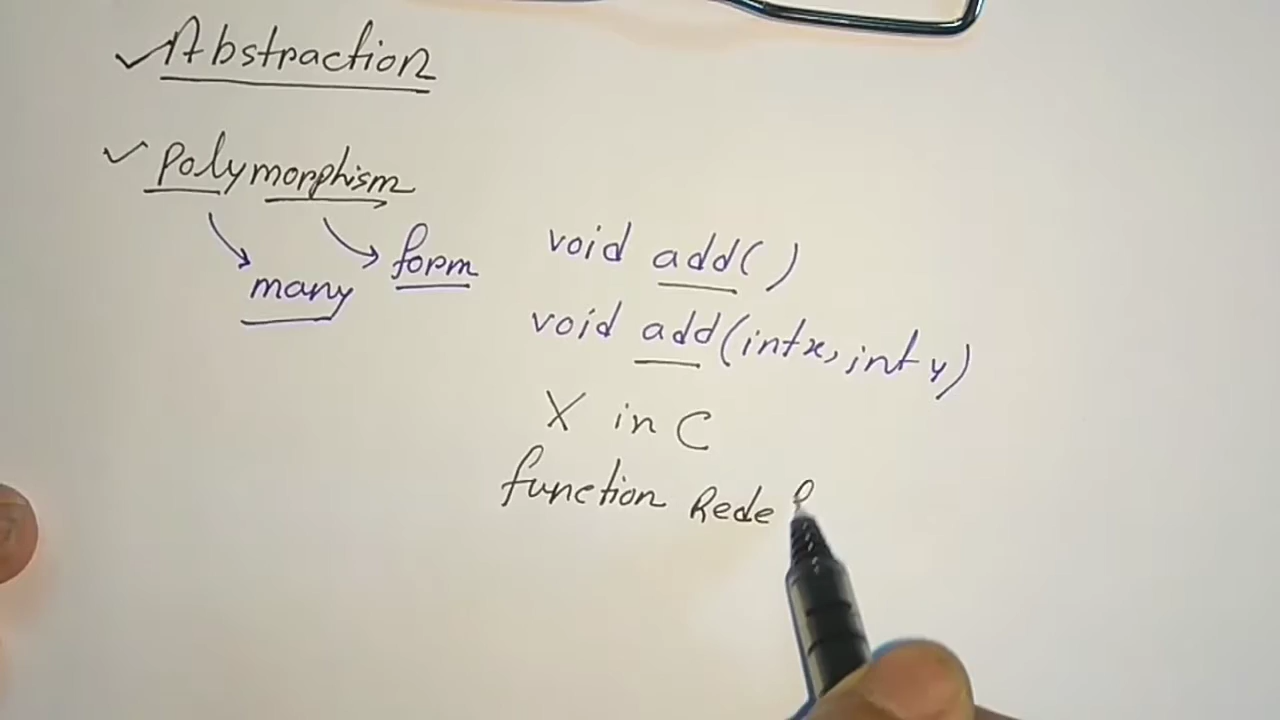 Abstraction
Polymorphism
many form
void add( )
void add(int x, int y)
X in C
function Rede